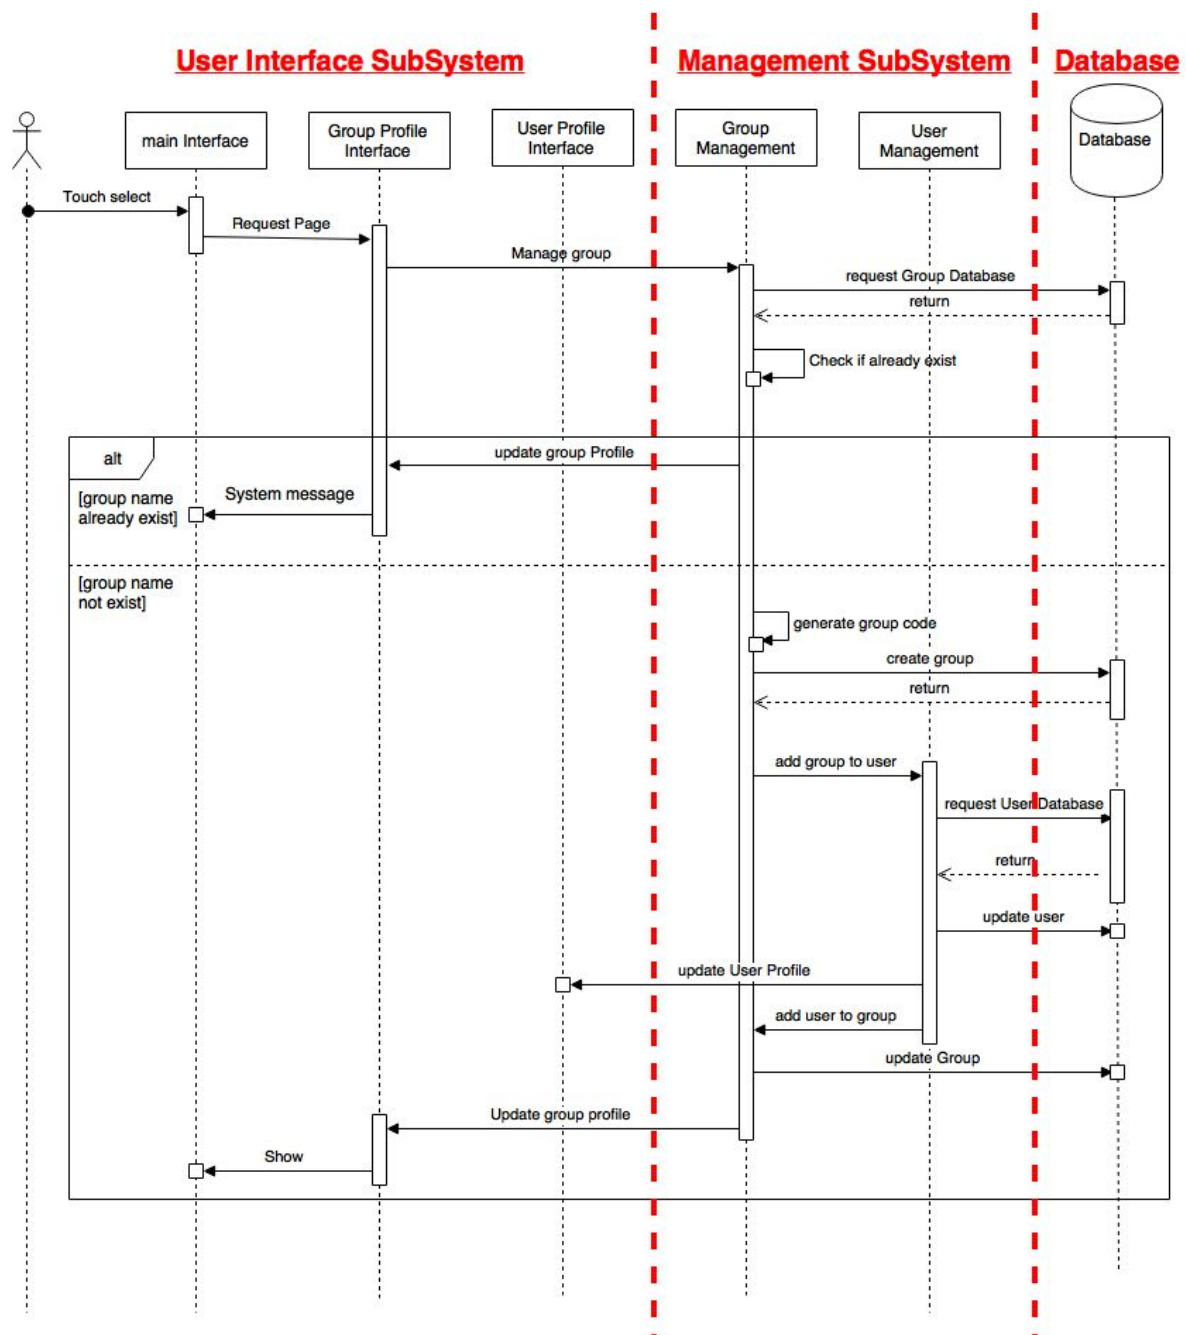 User Interface SubSystem
Management SubSystem
Database
main Interface
Group Profile
Interface
User Profile
Interface
Group
Management
User
Management
Database
Touch select
Request Page
Manage group
request Group Database
return
Check if already exist
alt
update group Profile
[group name
already exist]
System message
[group name
not exist]
generate group code
create group
return
add group to user
request User Database
return
update user
update User Profile
add user to group
update Group
Update group profile
Show